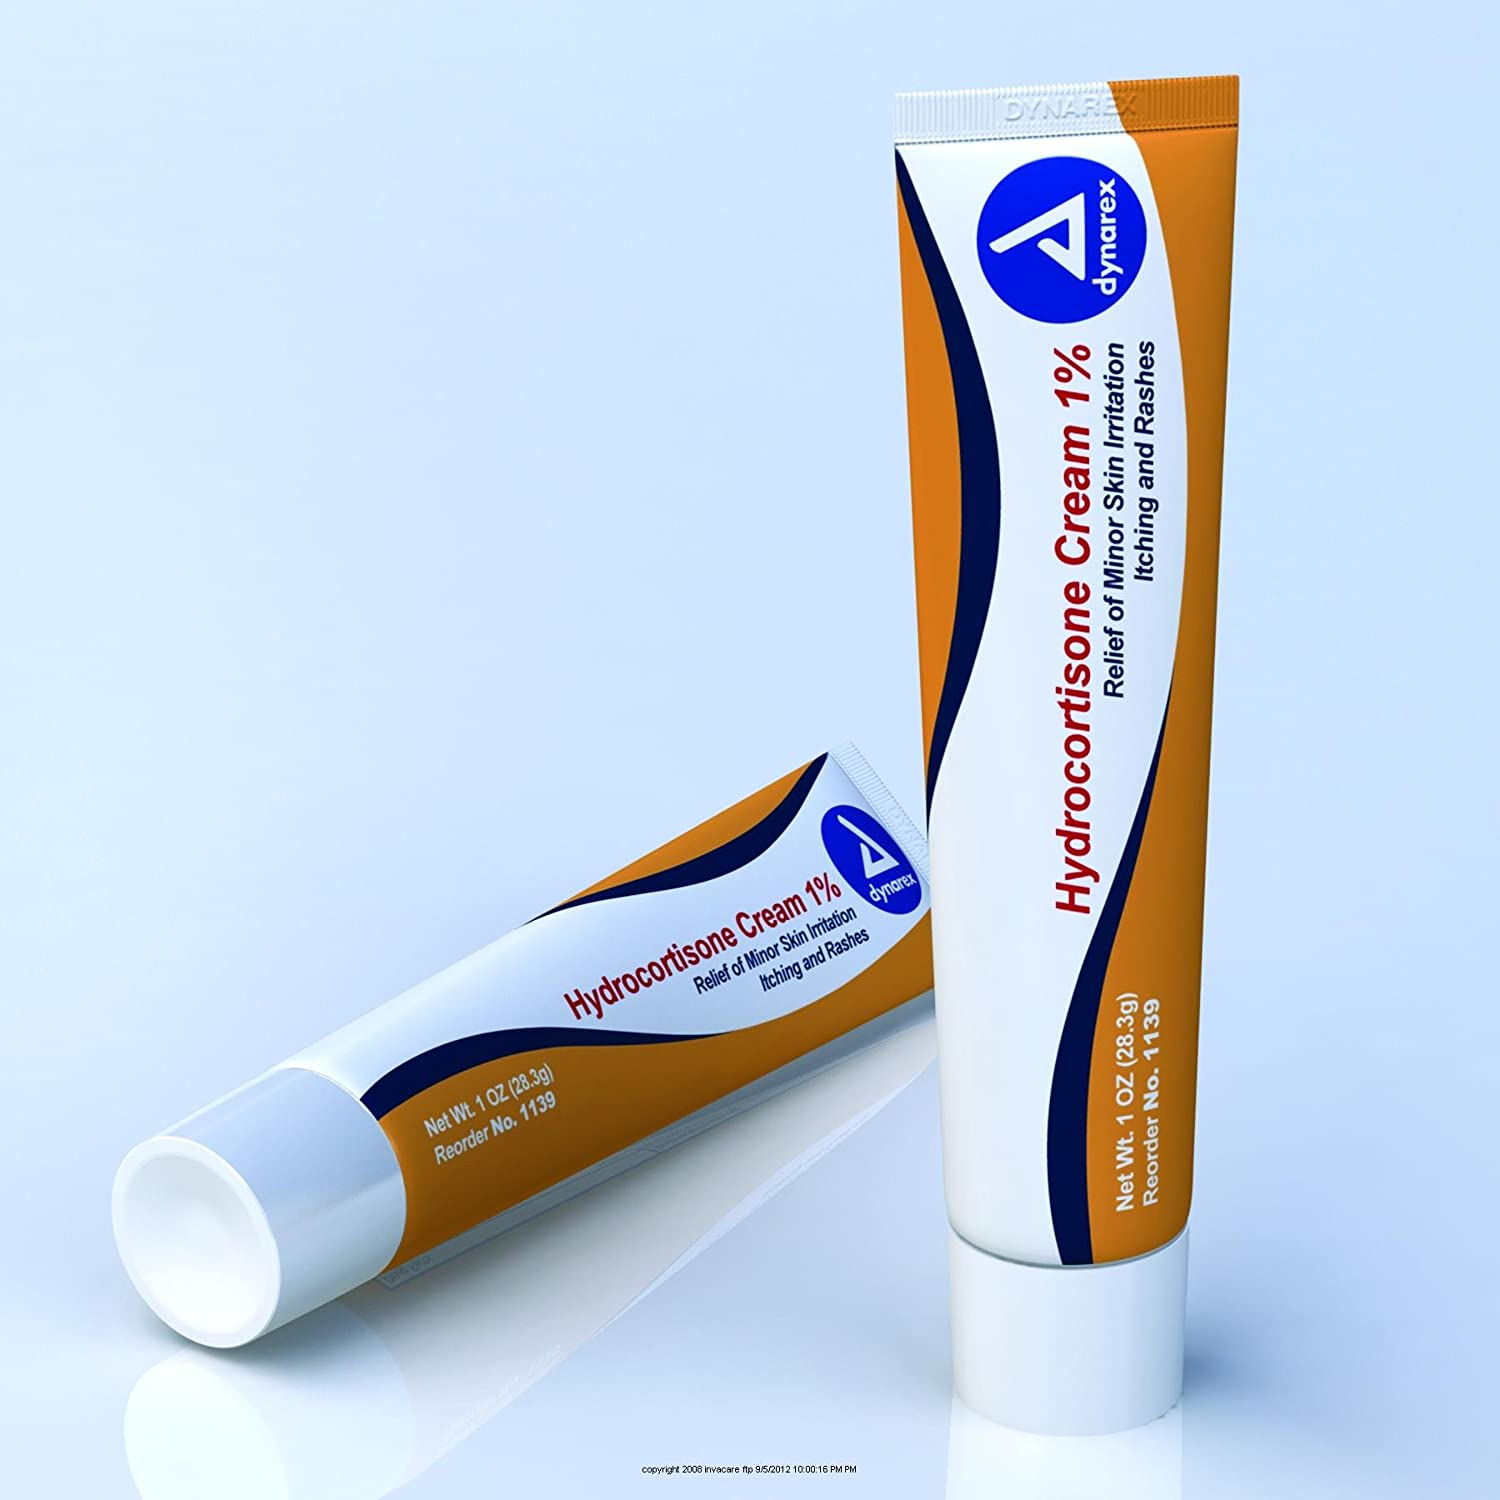 DYNAREX
dynarex
Hydrocortisone Cream 1%
Relief of Minor Skin Irritation
Itching and Rashes
Net Wt. 1 OZ (28.3g)
Reorder No. 1139
dynarex
Hydrocortisone Cream 1%
Relief of Minor Skin Irritation
Itching and Rashes
Net Wt. 1 OZ (28.3g)
Reorder No. 1139
copyright 2008 invacare ftp 9/5/2012 10:00:16 PM PM